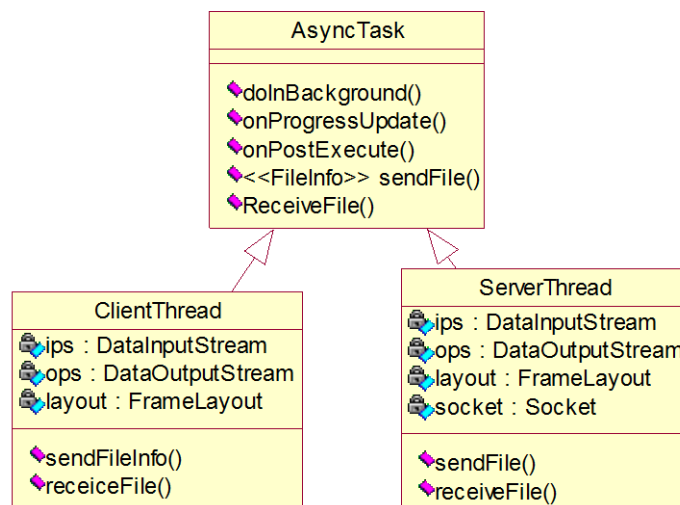 AsyncTask
doInBackground()
onProgressUpdate()
onPostExecute()
<<FileInfo>> sendFile()
ReceiveFile()
ClientThread
ips : DataInputStream
ops : DataOutputStream
layout : FrameLayout
sendFileInfo()
receiceFile()
ServerThread
ips : DataInputStream
ops : DataOutputStream
layout : FrameLayout
socket : Socket
sendFile()
receiveFile()